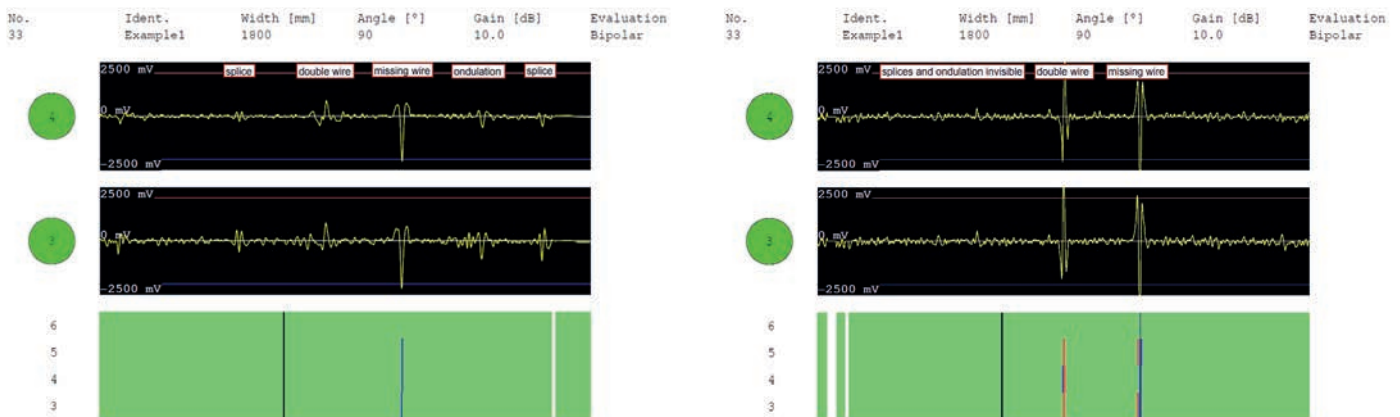 No. Ident. Width [mm] Angle [°] Gain [dB] Evaluation
33 Example1 1800 90 10.0 Bipolar
2500 mV splice double wire missing wire ondulation splice
4
0 mV
-2500 mV
2500 mV
3
0 mV
-2500 mV
6
5
4
3
No. Ident. Width [mm] Angle [°] Gain [dB] Evaluation
33 Example1 1800 90 10.0 Bipolar
2500 mV splices and ondulation invisible double wire missing wire
4
0 mV
-2500 mV
2500 mV
3
0 mV
-2500 mV
6
5
4
3